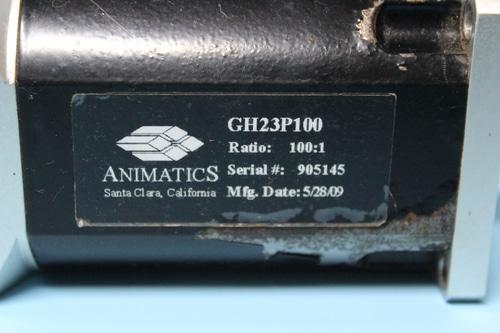 GH23P100
Ratio: 100:1
ANIMATICS Serial #: 905145
Santa Clara, California Mfg. Date: 5/28/09